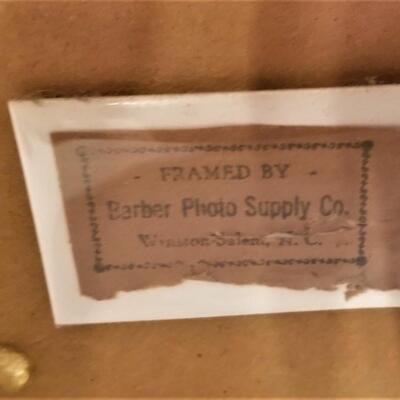 - FRAMED BY -
Barber Photo Supply Co.
Winston-Salem, N. C.